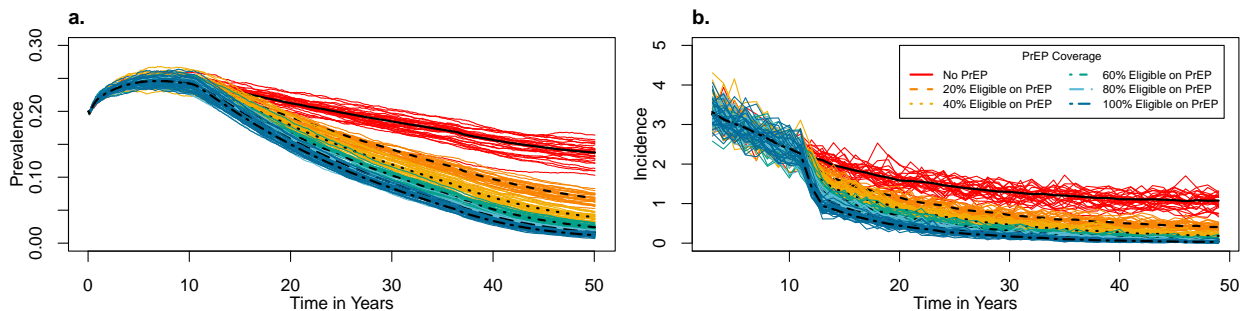 a.
0.30
0.20
0.10
0.00
Prevalence
0 10 20 30 40 50
Time in Years
b.
5
4
3
2
1
0
Incidence
PrEP Coverage
No PrEP 60% Eligible on PrEP
20% Eligible on PrEP 80% Eligible on PrEP
40% Eligible on PrEP 100% Eligible on PrEP
10 20 30 40 50
Time in Years